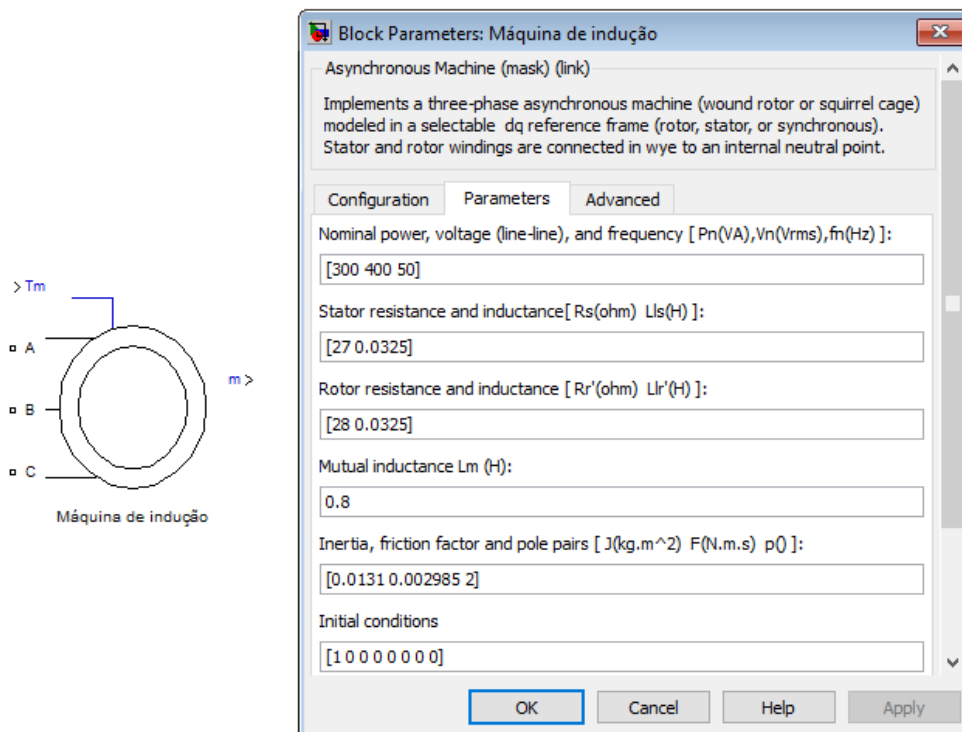 > Tm
A
B
C
m >
Máquina de indução
Block Parameters: Máquina de indução
Asynchronous Machine (mask) (link)
Implements a three-phase asynchronous machine (wound rotor or squirrel cage)
modeled in a selectable dq reference frame (rotor, stator, or synchronous).
Stator and rotor windings are connected in wye to an internal neutral point.
Configuration Parameters Advanced
Nominal power, voltage (line-line), and frequency [ Pn(VA),Vn(Vrms),fn(Hz) ]:
[300 400 50]
Stator resistance and inductance[ Rs(ohm) Lls(H) ]:
[27 0.0325]
Rotor resistance and inductance [ Rr'(ohm) Llr'(H) ]:
[28 0.0325]
Mutual inductance Lm (H):
0.8
Inertia, friction factor and pole pairs [ J(kg.m^2) F(N.m.s) p() ]:
[0.0131 0.002985 2]
Initial conditions
[1 0 0 0 0 0 0 0]
OK Cancel Help Apply